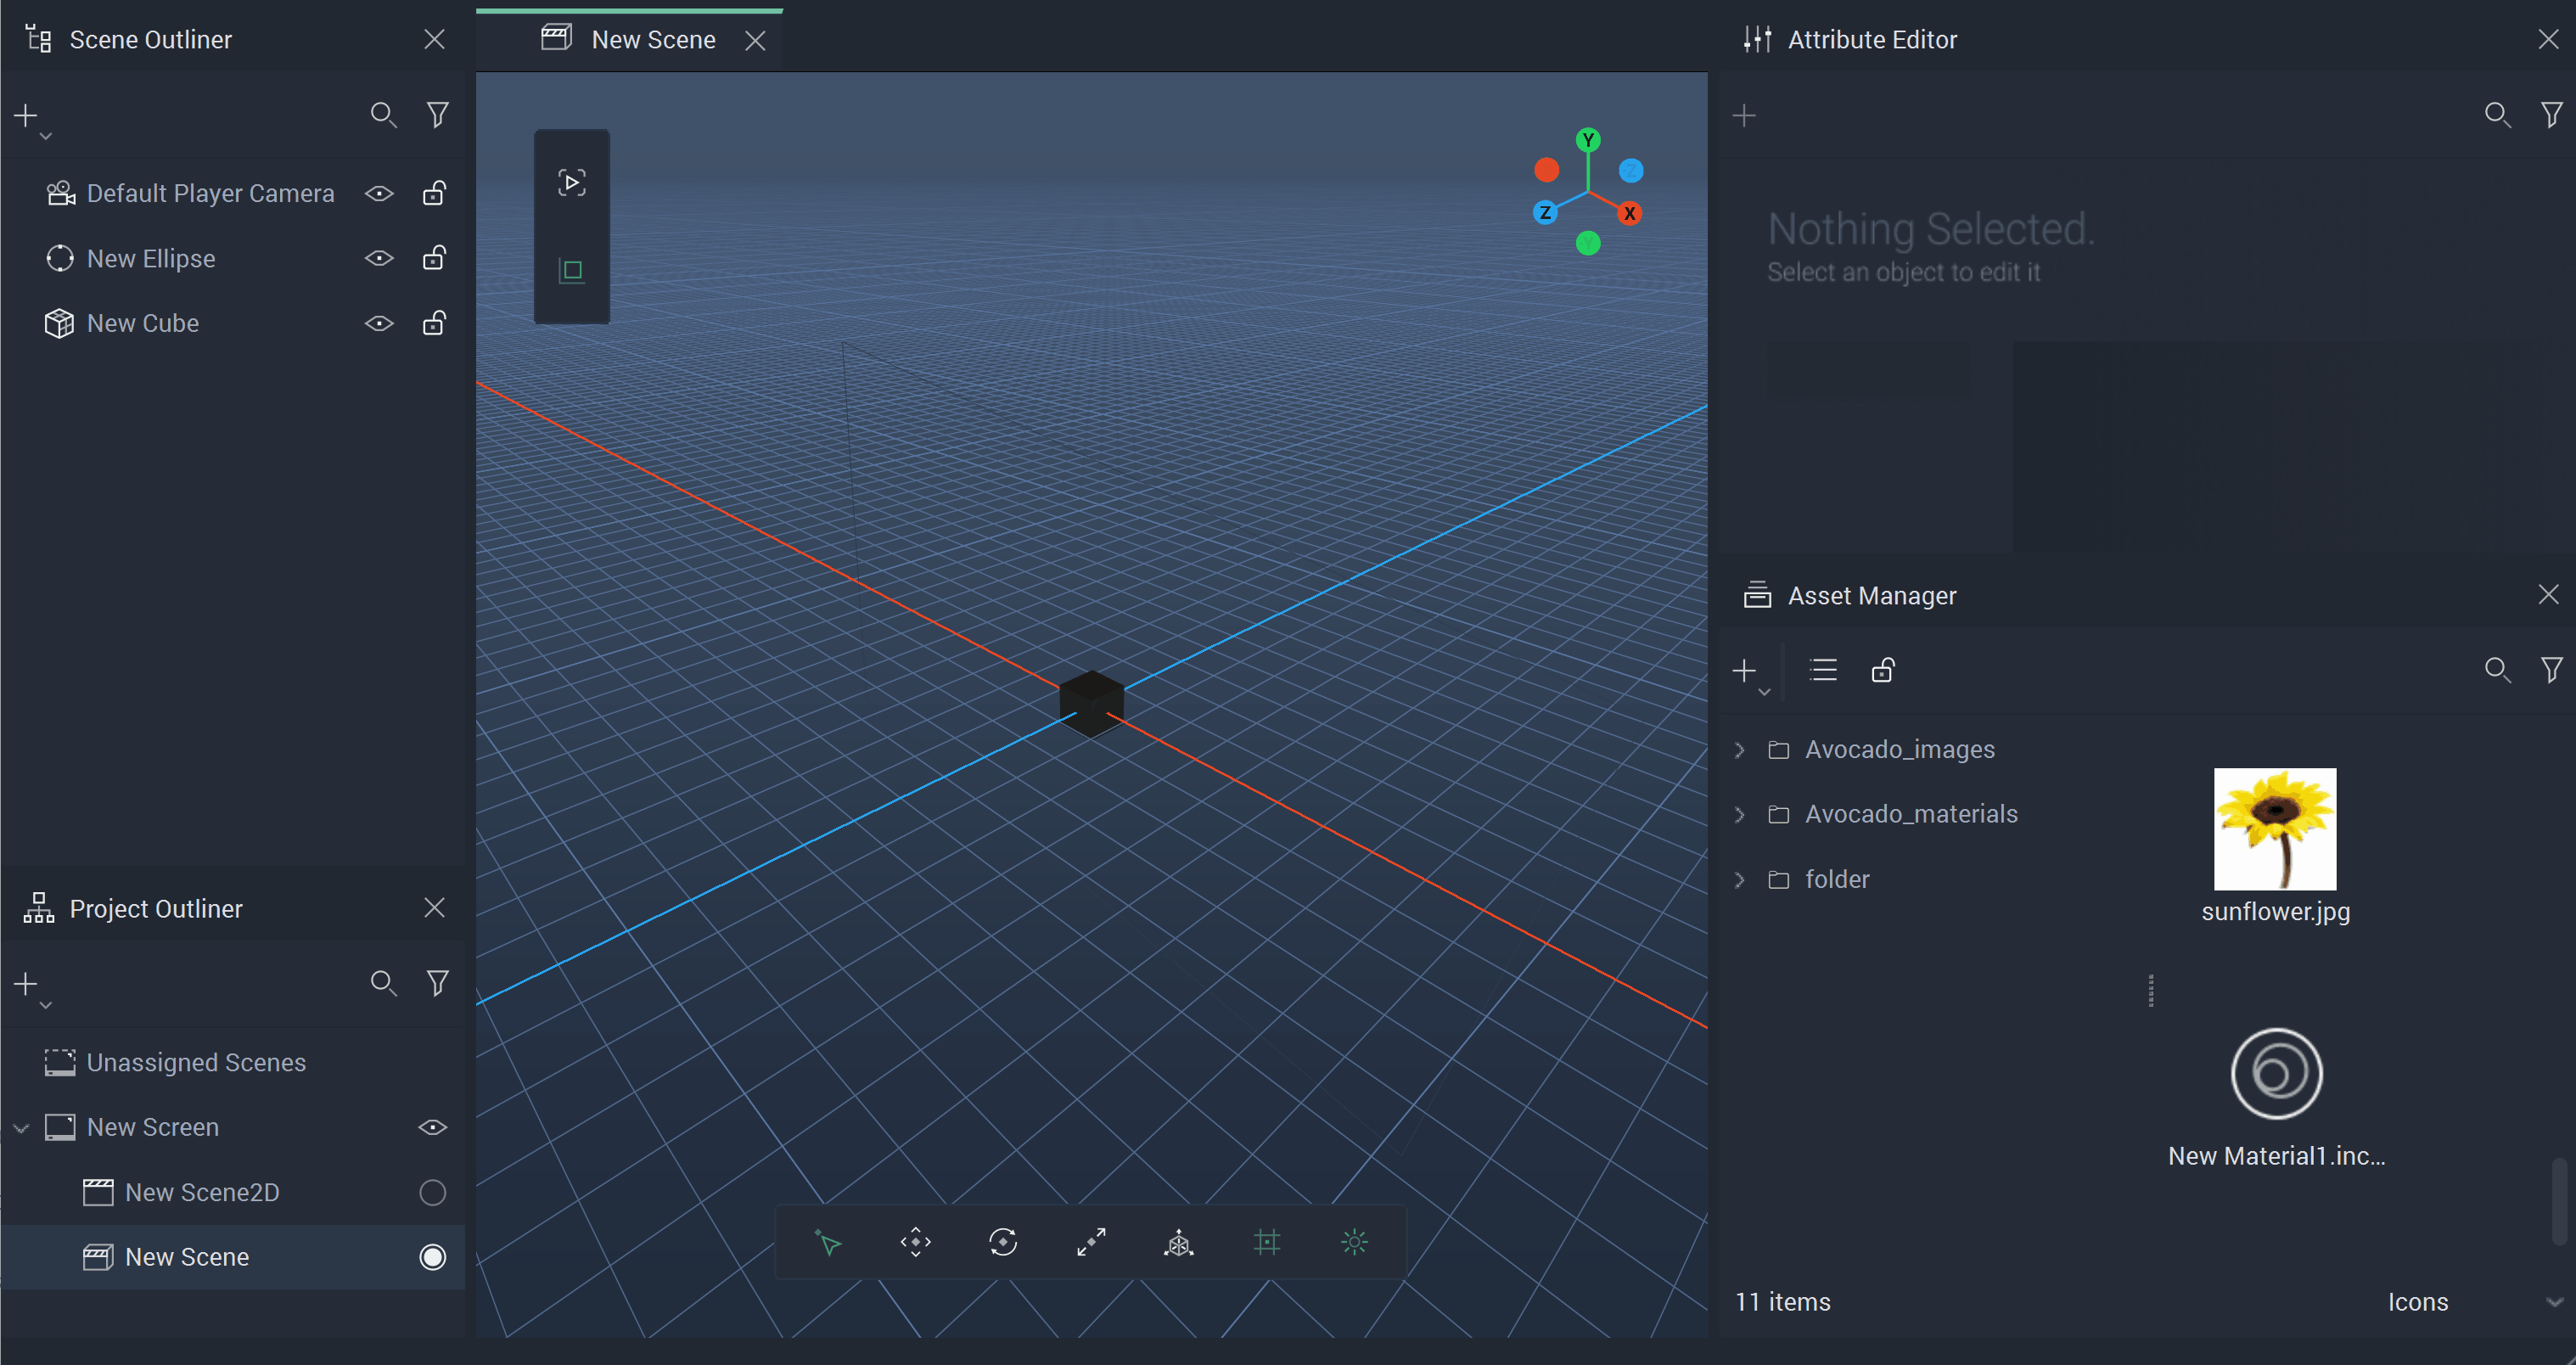 Scene Outliner
Default Player Camera
New Ellipse
New Cube
Project Outliner
Unassigned Scenes
New Screen
New Scene2D
New Scene
New Scene
Y
Z
Z
X
Y
Attribute Editor
Nothing Selected.
Select an object to edit it
Asset Manager
Avocado_images
Avocado_materials
folder
sunflower.jpg
New Material1.inc...
11 items
Icons